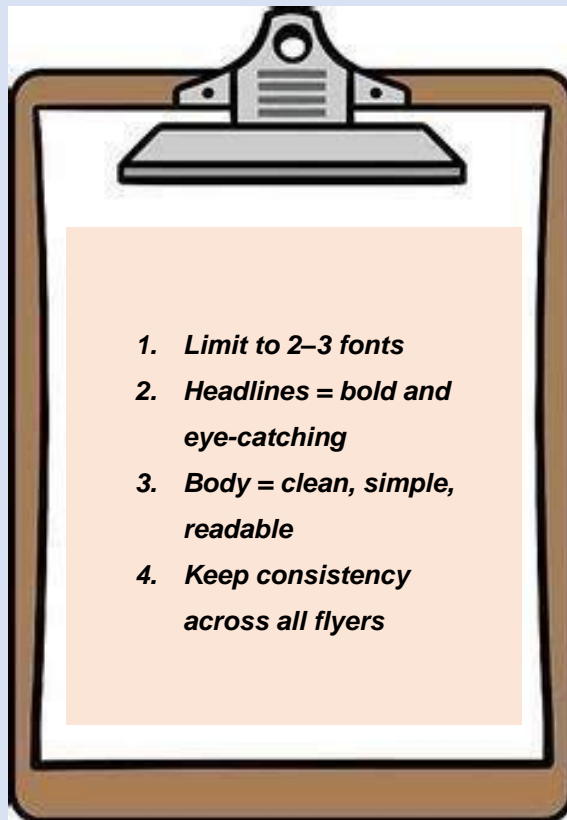 1. Limit to 2–3 fonts
2. Headlines = bold and
eye-catching
3. Body = clean, simple,
readable
4. Keep consistency
across all flyers